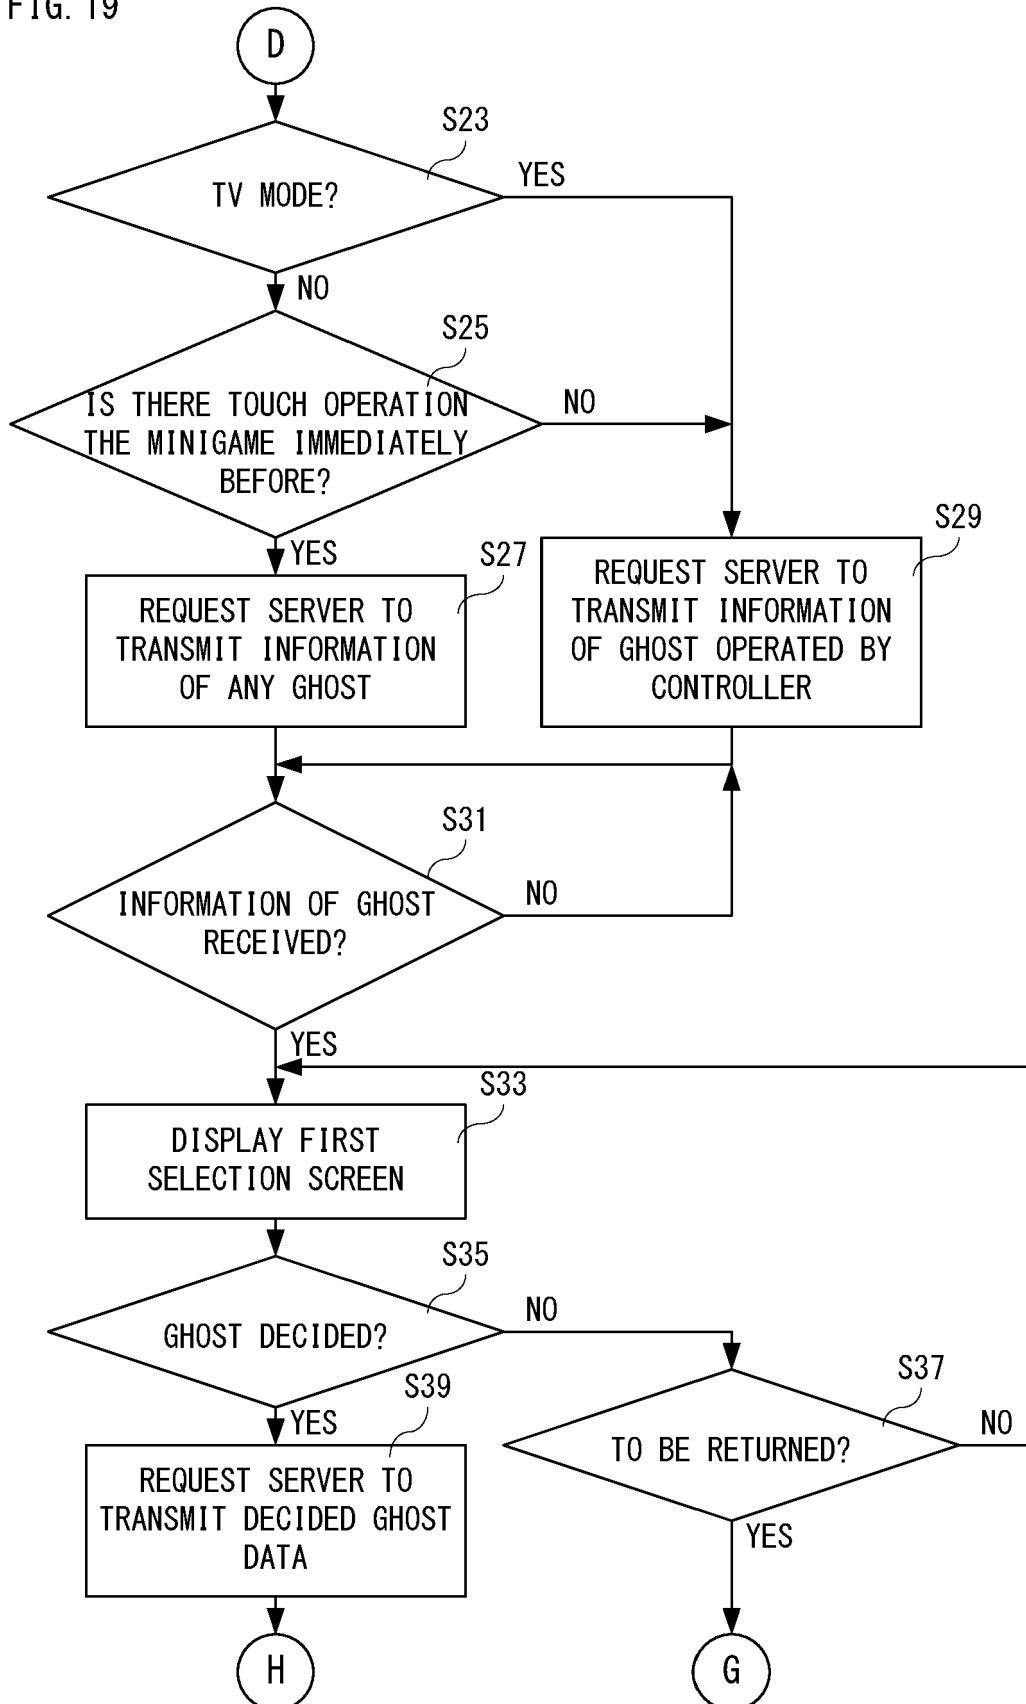 FIG. 19
D
S23
TV MODE?
YES
NO
S25
IS THERE TOUCH OPERATION
THE MINIGAME IMMEDIATELY
BEFORE?
NO
YES
S27
REQUEST SERVER TO
TRANSMIT INFORMATION
OF ANY GHOST
S29
REQUEST SERVER TO
TRANSMIT INFORMATION
OF GHOST OPERATED BY
CONTROLLER
S31
INFORMATION OF GHOST
RECEIVED?
NO
YES
S33
DISPLAY FIRST
SELECTION SCREEN
S35
GHOST DECIDED?
NO
YES
S37
TO BE RETURNED?
NO
YES
S39
REQUEST SERVER TO
TRANSMIT DECIDED GHOST
DATA
H
G